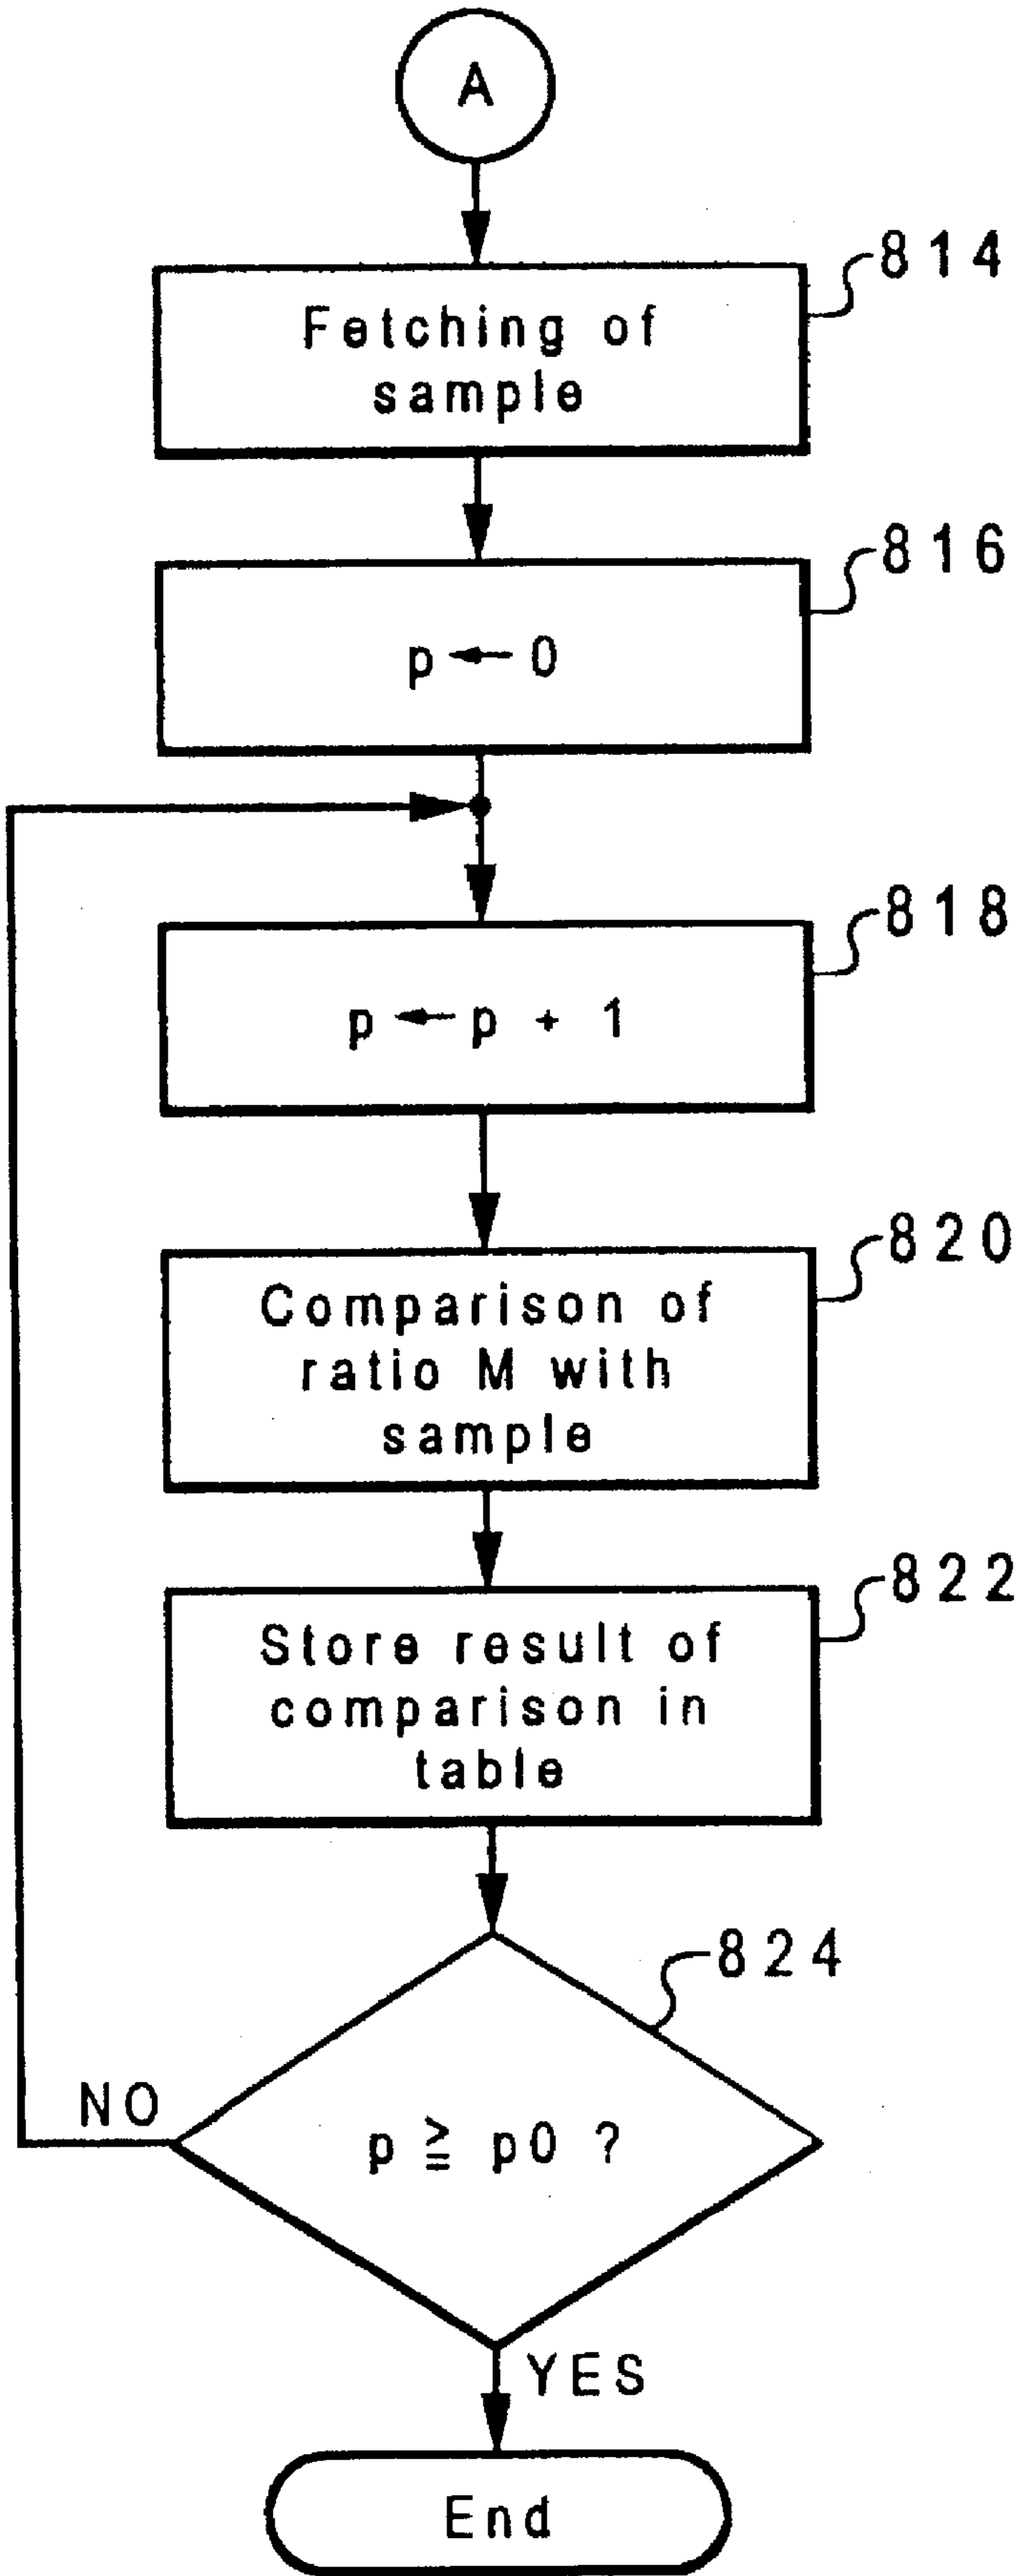 A
814
Fetching of
sample
816
p ← 0
818
p ← p + 1
820
Comparison of
ratio M with
sample
822
Store result of
comparison in
table
824
NO
p ≧ p0 ?
YES
End